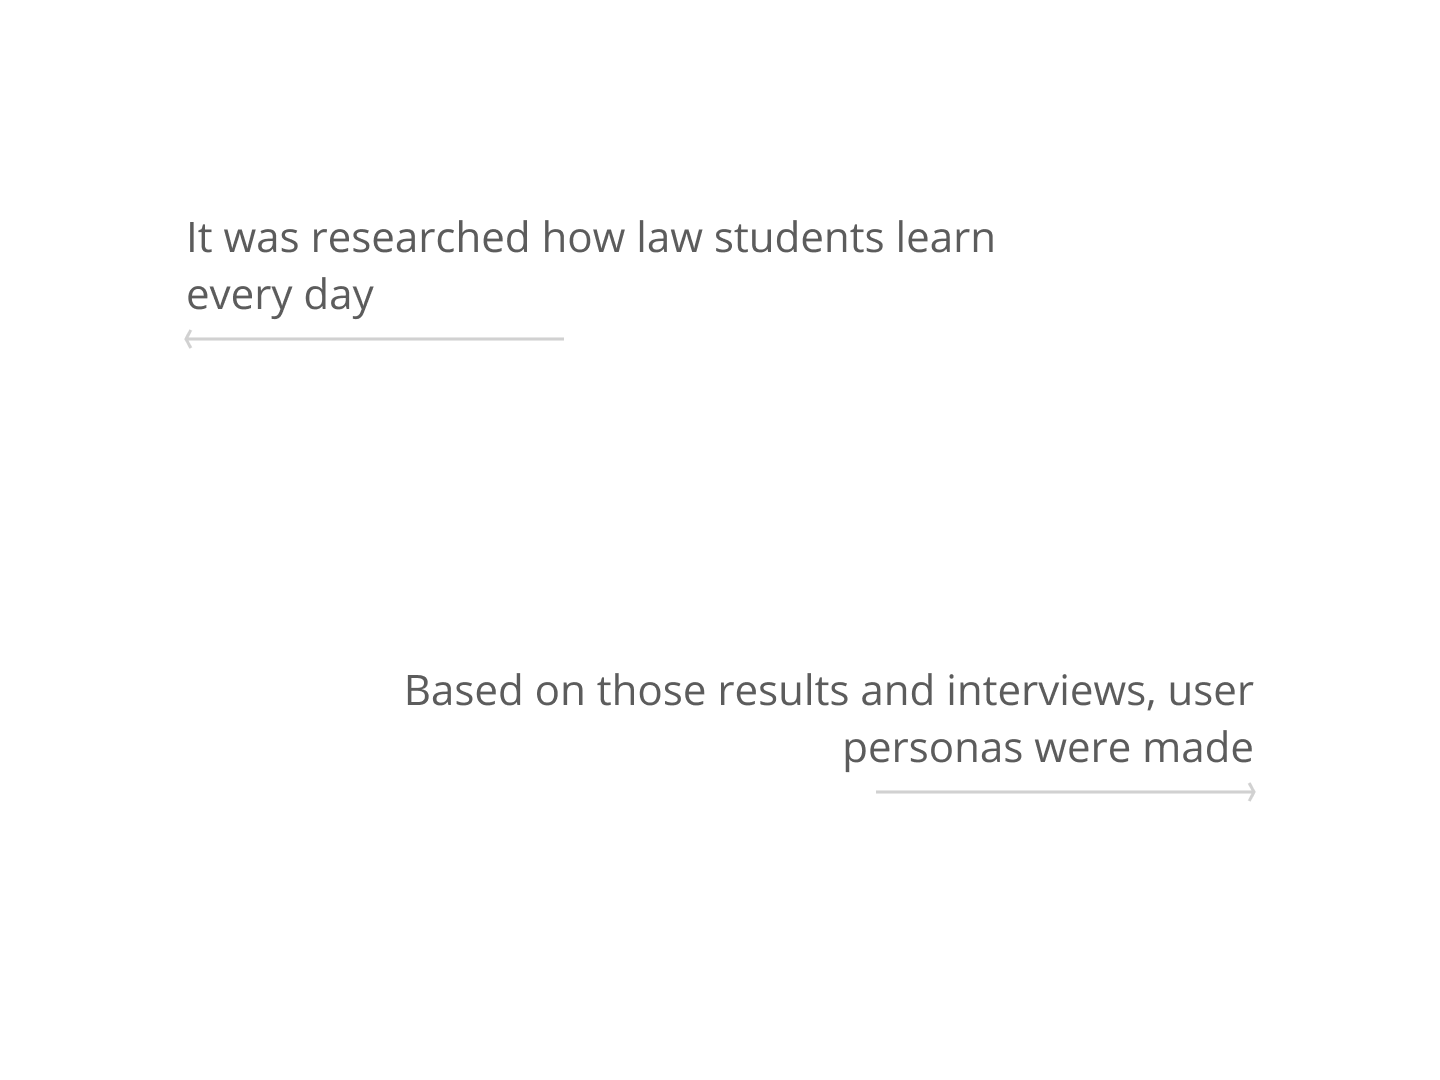 It was researched how law students learn
every day
Based on those results and interviews, user
personas were made